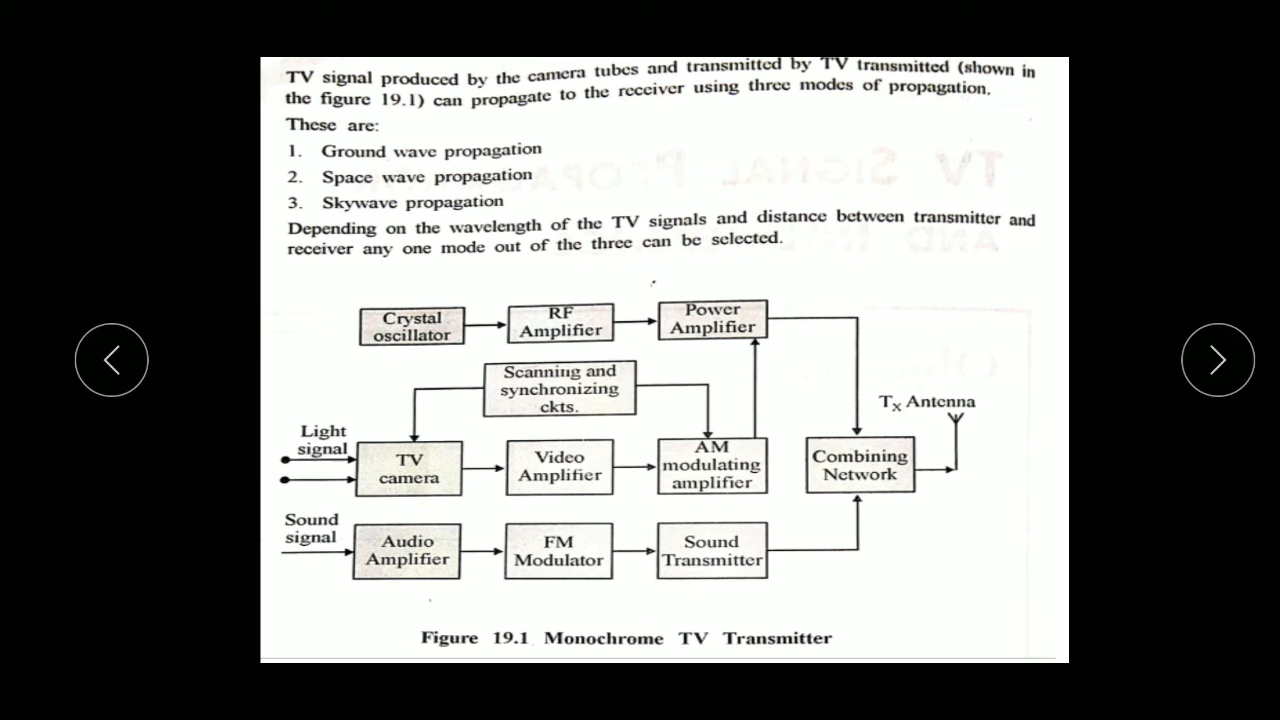 TV signal produced by the camera tubes and transmitted by TV transmitted (shown in
the figure 19.1) can propagate to the receiver using three modes of propagation.
These are:
1. Ground wave propagation
2. Space wave propagation
3. Skywave propagation
Depending on the wavelength of the TV signals and distance between transmitter and
receiver any one mode out of the three can be selected.
Crystal
oscillator
RF
Amplifier
Power
Amplifier
Scanning and
synchronizing
ckts.
Tx Antenna
Light
signal
TV
camera
Video
Amplifier
AM
modulating
amplifier
Combining
Network
Sound
signal
Audio
Amplifier
FM
Modulator
Sound
Transmitter
Figure 19.1 Monochrome TV Transmitter